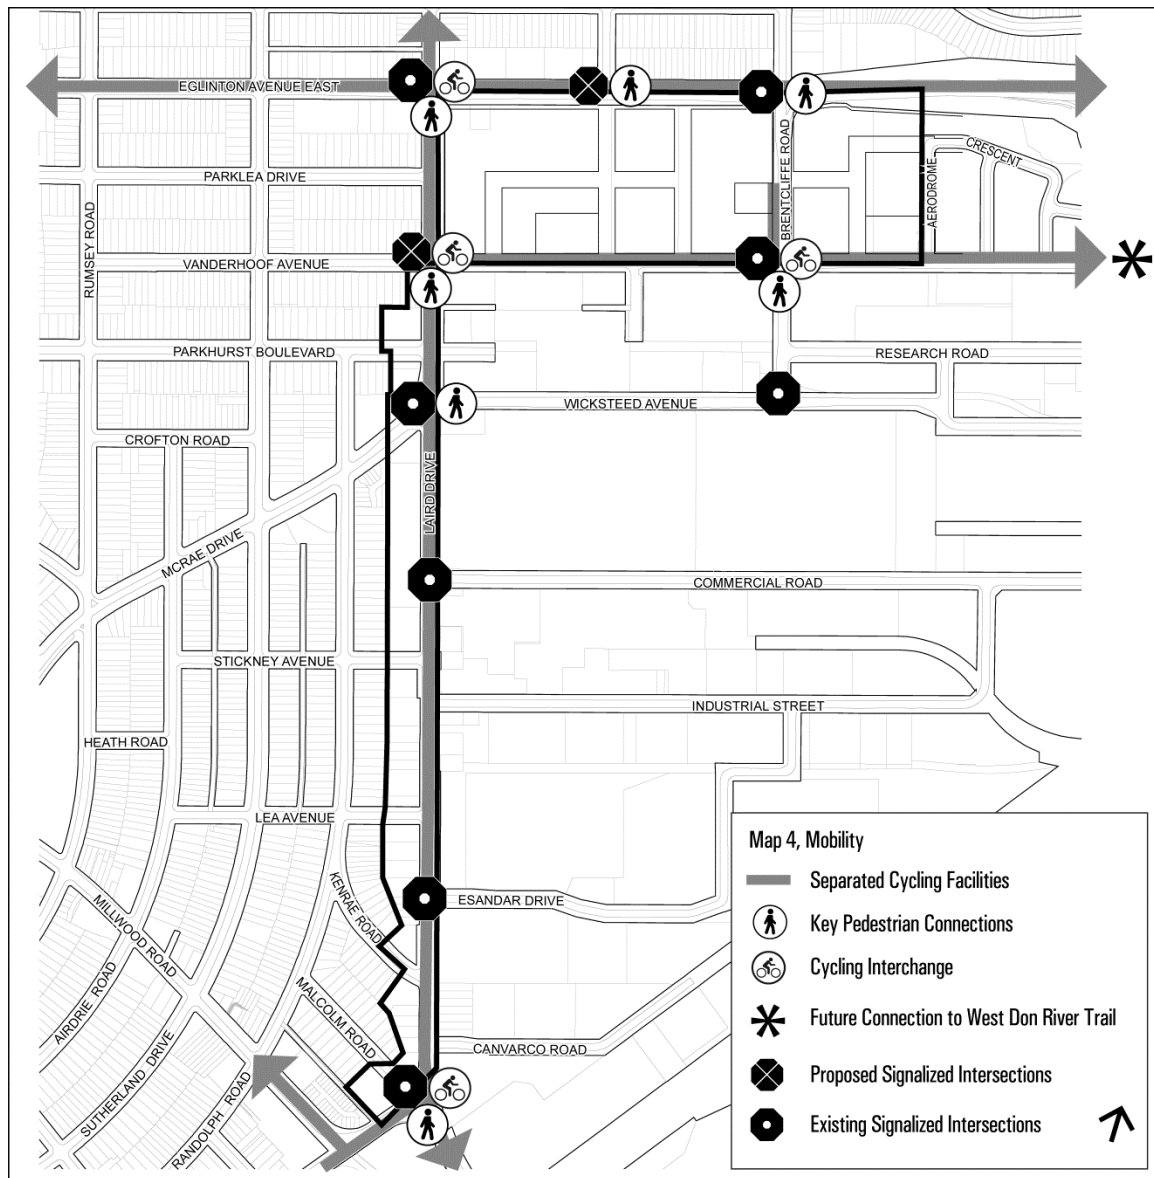 EGLINTON AVENUE EAST
PARKLEA DRIVE
RUMSEY ROAD
VANDERHOOF AVENUE
BRENTCLIFFE ROAD
AERODROME
CRESCENT
PARKHURST BOULEVARD
RESEARCH ROAD
WICKSTEED AVENUE
CROFTON ROAD
LAIRD DRIVE
MCRAE DRIVE
COMMERCIAL ROAD
STICKNEY AVENUE
INDUSTRIAL STREET
HEATH ROAD
LEA AVENUE
KENRAE ROAD
ESANDAR DRIVE
MILLWOOD ROAD
AIRDRIE ROAD
MALCOLM ROAD
SUTHERLAND DRIVE
RANDOLPH ROAD
CANVARCO ROAD
Map 4, Mobility
Separated Cycling Facilities
Key Pedestrian Connections
Cycling Interchange
Future Connection to West Don River Trail
Proposed Signalized Intersections
Existing Signalized Intersections